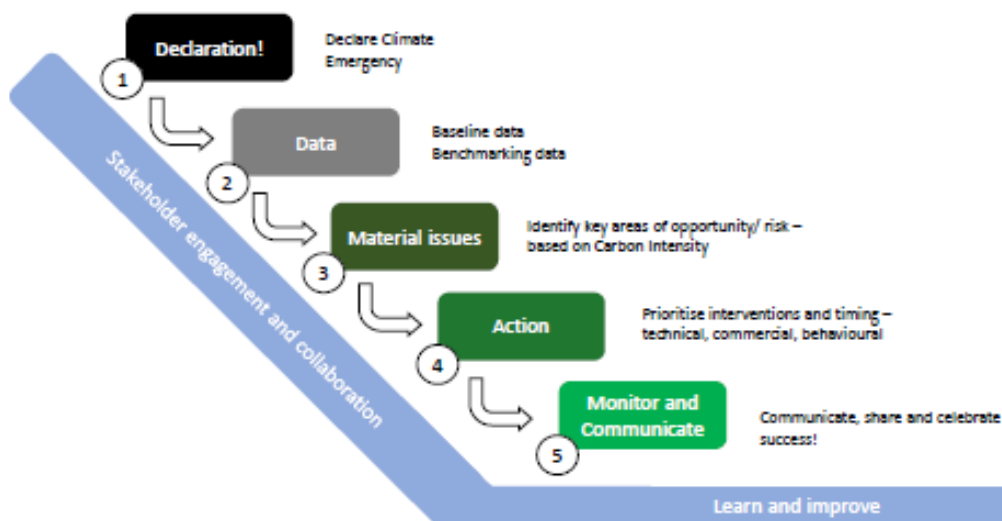 Declaration!
Declare Climate
Emergency
1
Data
Baseline data
Benchmarking data
2
Material issues
Identify key areas of opportunity/ risk –
based on Carbon Intensity
3
Action
Prioritise interventions and timing –
technical, commercial, behavioural
4
Monitor and
Communicate
Communicate, share and celebrate
success!
5
Stakeholder engagement and collaboration
Learn and improve